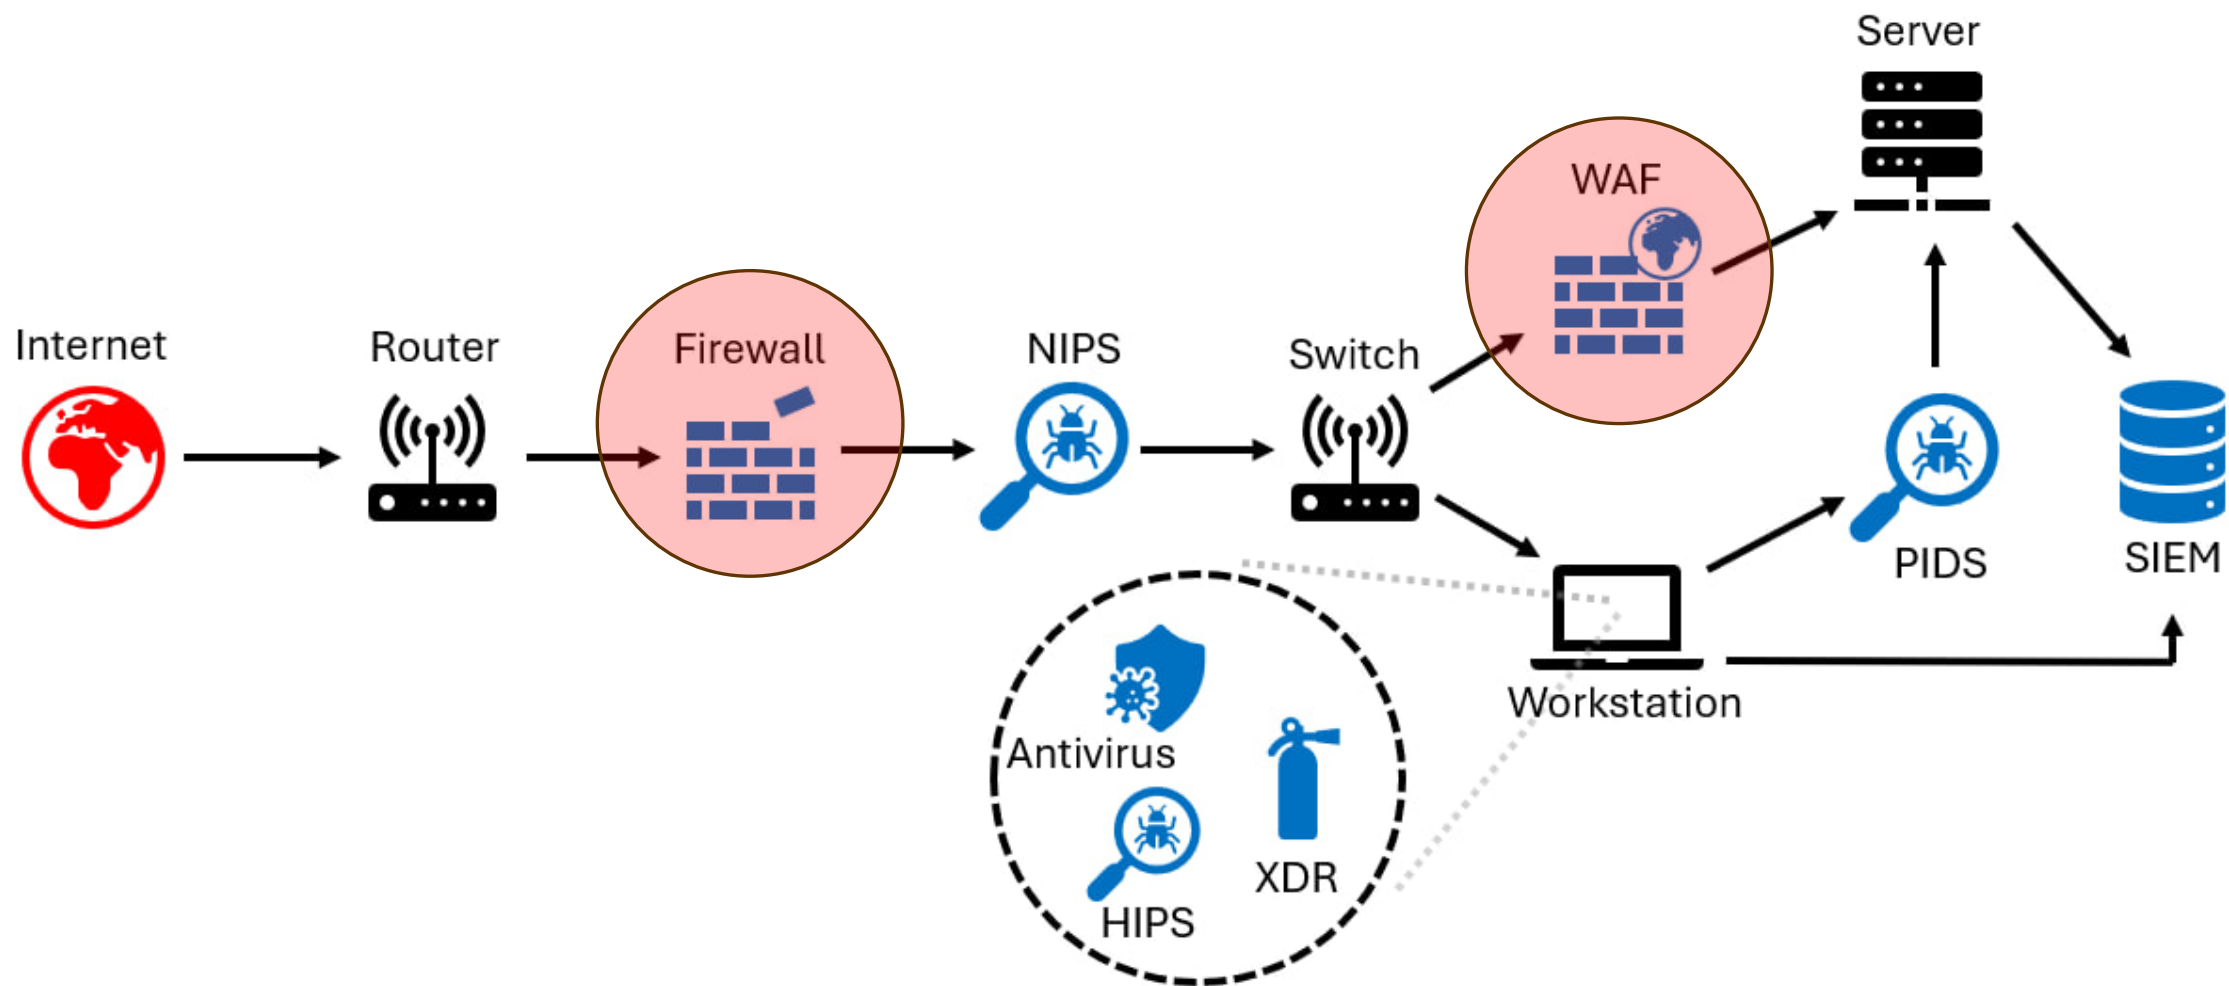 Server
WAF
Internet
Router
Firewall
NIPS
Switch
PIDS
SIEM
Workstation
Antivirus
XDR
HIPS